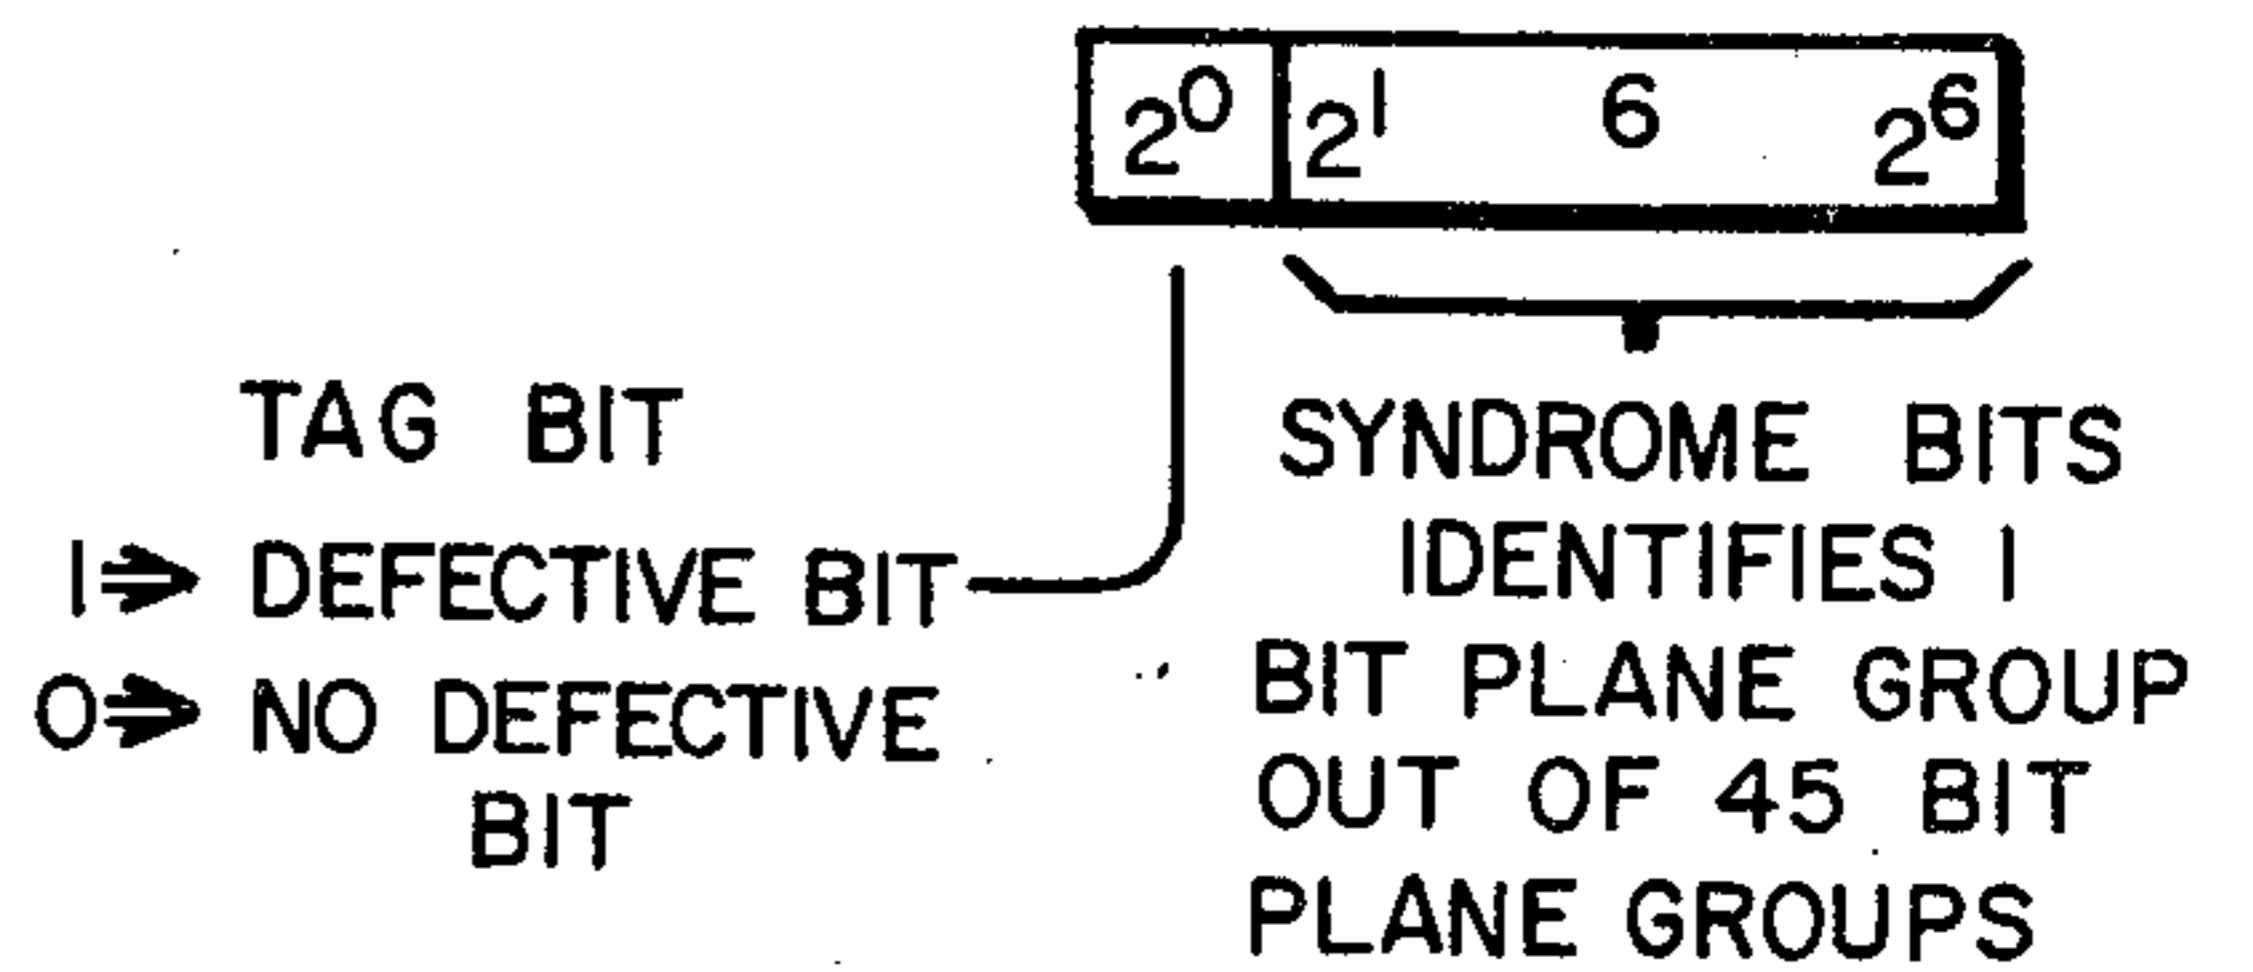 2⁰ 2¹ 6 2⁶
TAG BIT
1⇒ DEFECTIVE BIT
0⇒ NO DEFECTIVE
BIT
SYNDROME BITS
IDENTIFIES 1
BIT PLANE GROUP
OUT OF 45 BIT
PLANE GROUPS